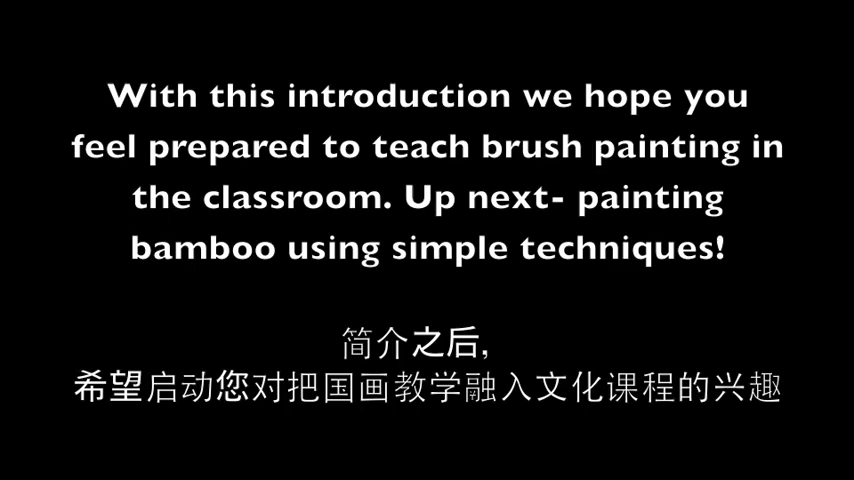 With this introduction we hope you
feel prepared to teach brush painting in
the classroom. Up next- painting
bamboo using simple techniques!
简介之后,
希望启动您对把国画教学融入文化课程的兴趣